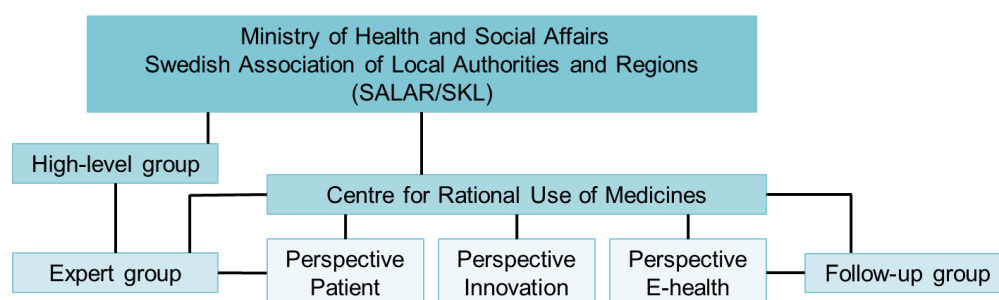 Ministry of Health and Social Affairs
Swedish Association of Local Authorities and Regions
(SALAR/SKL)
High-level group
Centre for Rational Use of Medicines
Expert group
Perspective
Patient
Perspective
Innovation
Perspective
E-health
Follow-up group